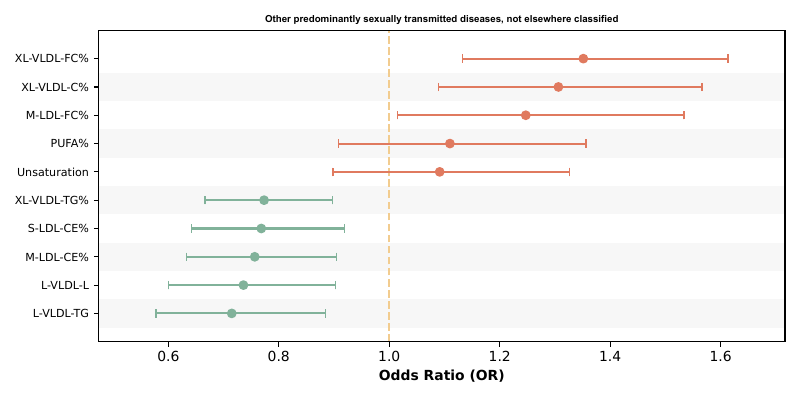 Other predominantly sexually transmitted diseases, not elsewhere classified
XL-VLDL-FC%
XL-VLDL-C%
M-LDL-FC%
PUFA%
Unsaturation
XL-VLDL-TG%
S-LDL-CE%
M-LDL-CE%
L-VLDL-L
L-VLDL-TG
0.6 0.8 1.0 1.2 1.4 1.6
Odds Ratio (OR)